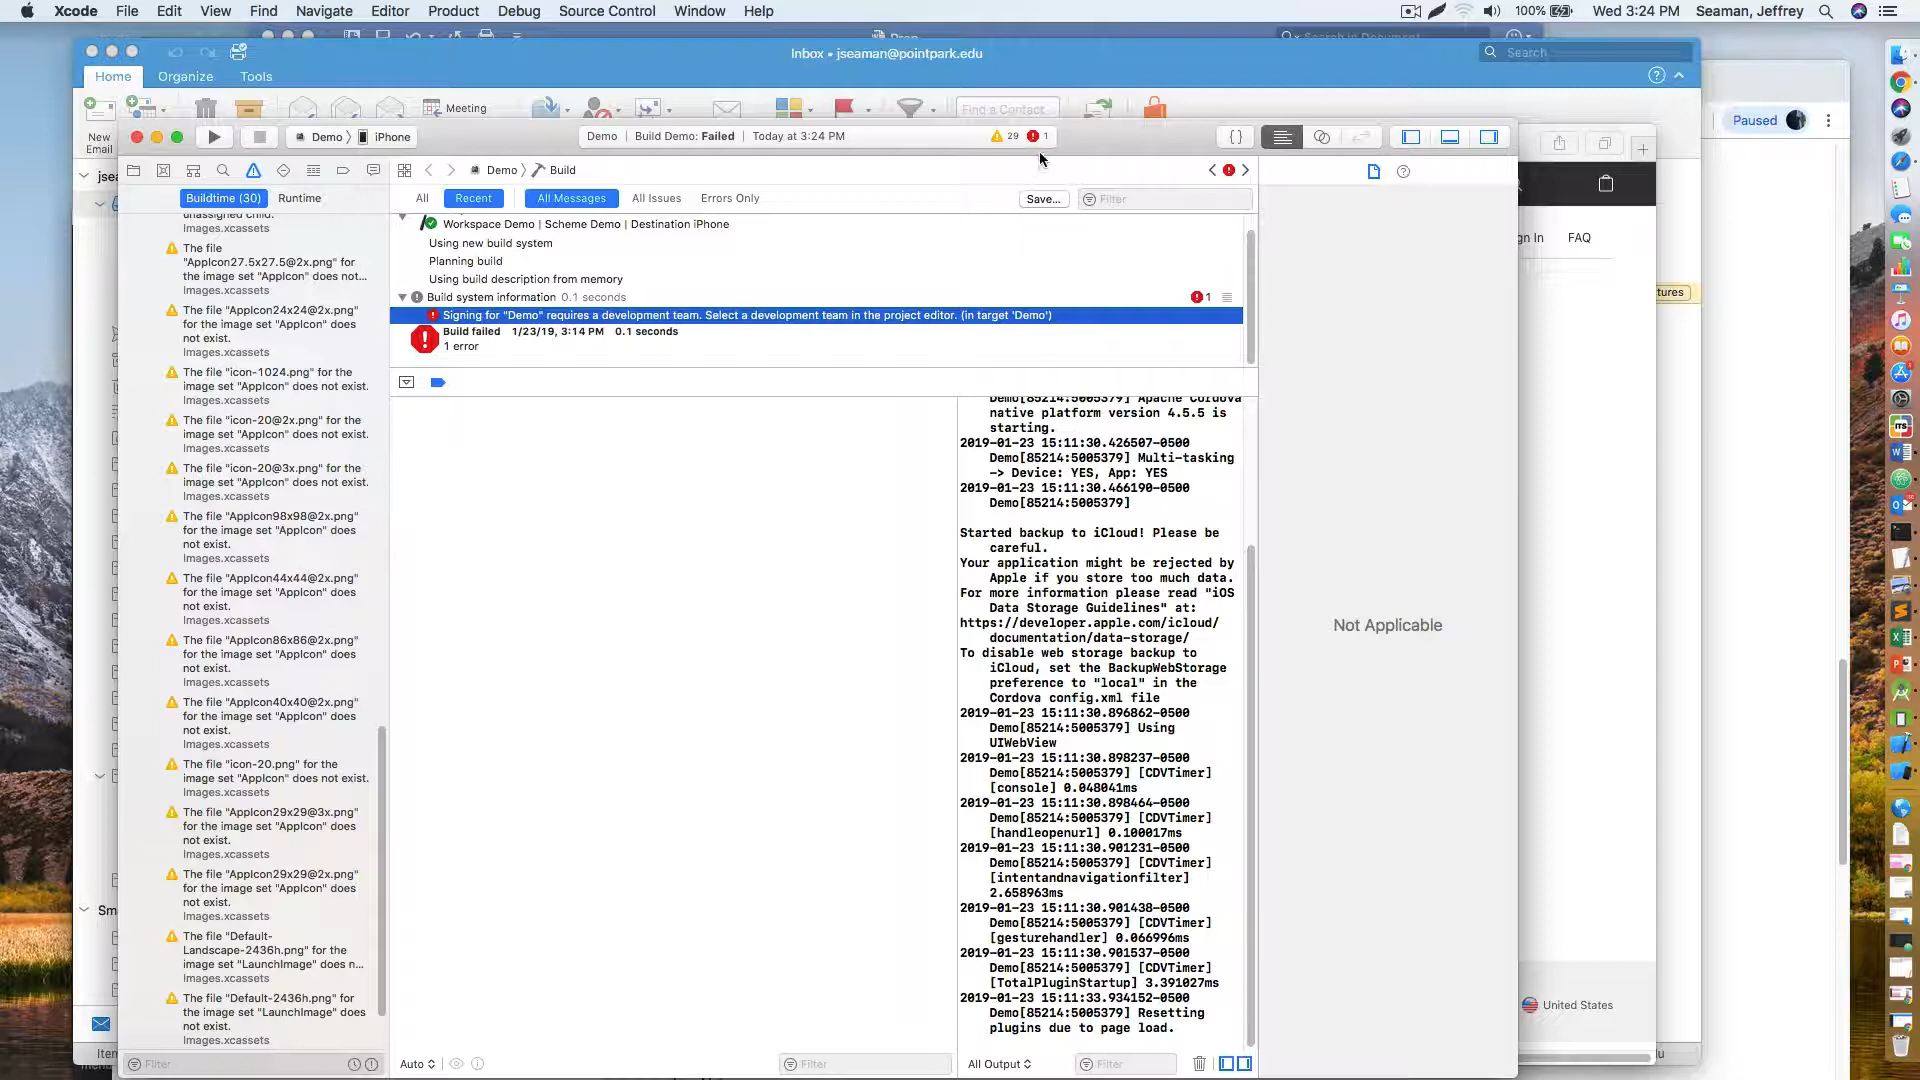 Xcode File Edit View Find Navigate Editor Product Debug Source Control Window Help
100% Wed 3:24 PM Seaman, Jeffrey
Search in Document
Inbox • jseaman@pointpark.edu
Search
Home Organize Tools
Meeting
Find a Contact
New
Email
Paused
Demo iPhone
Demo | Build Demo: Failed | Today at 3:24 PM
29 1
Demo Build
Buildtime (30) Runtime
All Recent All Messages All Issues Errors Only
Save...
Filter
unassigned child.
Images.xcassets
The file
"AppIcon27.5x27.5@2x.png" for
the image set "AppIcon" does not...
Images.xcassets
The file "AppIcon24x24@2x.png"
for the image set "AppIcon" does
not exist.
Images.xcassets
The file "icon-1024.png" for the
image set "AppIcon" does not exist.
Images.xcassets
The file "icon-20@2x.png" for the
image set "AppIcon" does not exist.
Images.xcassets
The file "icon-20@3x.png" for the
image set "AppIcon" does not exist.
Images.xcassets
The file "AppIcon98x98@2x.png"
for the image set "AppIcon" does
not exist.
Images.xcassets
The file "AppIcon44x44@2x.png"
for the image set "AppIcon" does
not exist.
Images.xcassets
The file "AppIcon86x86@2x.png"
for the image set "AppIcon" does
not exist.
Images.xcassets
The file "AppIcon40x40@2x.png"
for the image set "AppIcon" does
not exist.
Images.xcassets
The file "icon-20.png" for the
image set "AppIcon" does not exist.
Images.xcassets
The file "AppIcon29x29@3x.png"
for the image set "AppIcon" does
not exist.
Images.xcassets
The file "AppIcon29x29@2x.png"
for the image set "AppIcon" does
not exist.
Images.xcassets
The file "Default-
Landscape-2436h.png" for the
image set "LaunchImage" does n...
Images.xcassets
The file "Default-2436h.png" for
the image set "LaunchImage" does
not exist.
Images.xcassets
Filter
Workspace Demo | Scheme Demo | Destination iPhone
Using new build system
Planning build
Using build description from memory
Build system information 0.1 seconds
1
Signing for "Demo" requires a development team. Select a development team in the project editor. (in target 'Demo')
Build failed 1/23/19, 3:14 PM 0.1 seconds
1 error
Demo[85214:5005379] Apache Cordova
native platform version 4.5.5 is
starting.
2019-01-23 15:11:30.426507-0500
Demo[85214:5005379] Multi-tasking
-> Device: YES, App: YES
2019-01-23 15:11:30.466190-0500
Demo[85214:5005379]
Started backup to iCloud! Please be
careful.
Your application might be rejected by
Apple if you store too much data.
For more information please read "iOS
Data Storage Guidelines" at:
https://developer.apple.com/icloud/
documentation/data-storage/
To disable web storage backup to
iCloud, set the BackupWebStorage
preference to "local" in the
Cordova config.xml file
2019-01-23 15:11:30.896862-0500
Demo[85214:5005379] Using
UIWebView
2019-01-23 15:11:30.898237-0500
Demo[85214:5005379] [CDVTimer]
[console] 0.048041ms
2019-01-23 15:11:30.898464-0500
Demo[85214:5005379] [CDVTimer]
[handleopenurl] 0.100017ms
2019-01-23 15:11:30.901231-0500
Demo[85214:5005379] [CDVTimer]
[intentandnavigationfilter]
2.658963ms
2019-01-23 15:11:30.901438-0500
Demo[85214:5005379] [CDVTimer]
[gesturehandler] 0.066996ms
2019-01-23 15:11:30.901537-0500
Demo[85214:5005379] [CDVTimer]
[TotalPluginStartup] 3.391027ms
2019-01-23 15:11:33.934152-0500
Demo[85214:5005379] Resetting
plugins due to page load.
Auto
Filter
All Output
Filter
Not Applicable
gn In FAQ
tures
United States